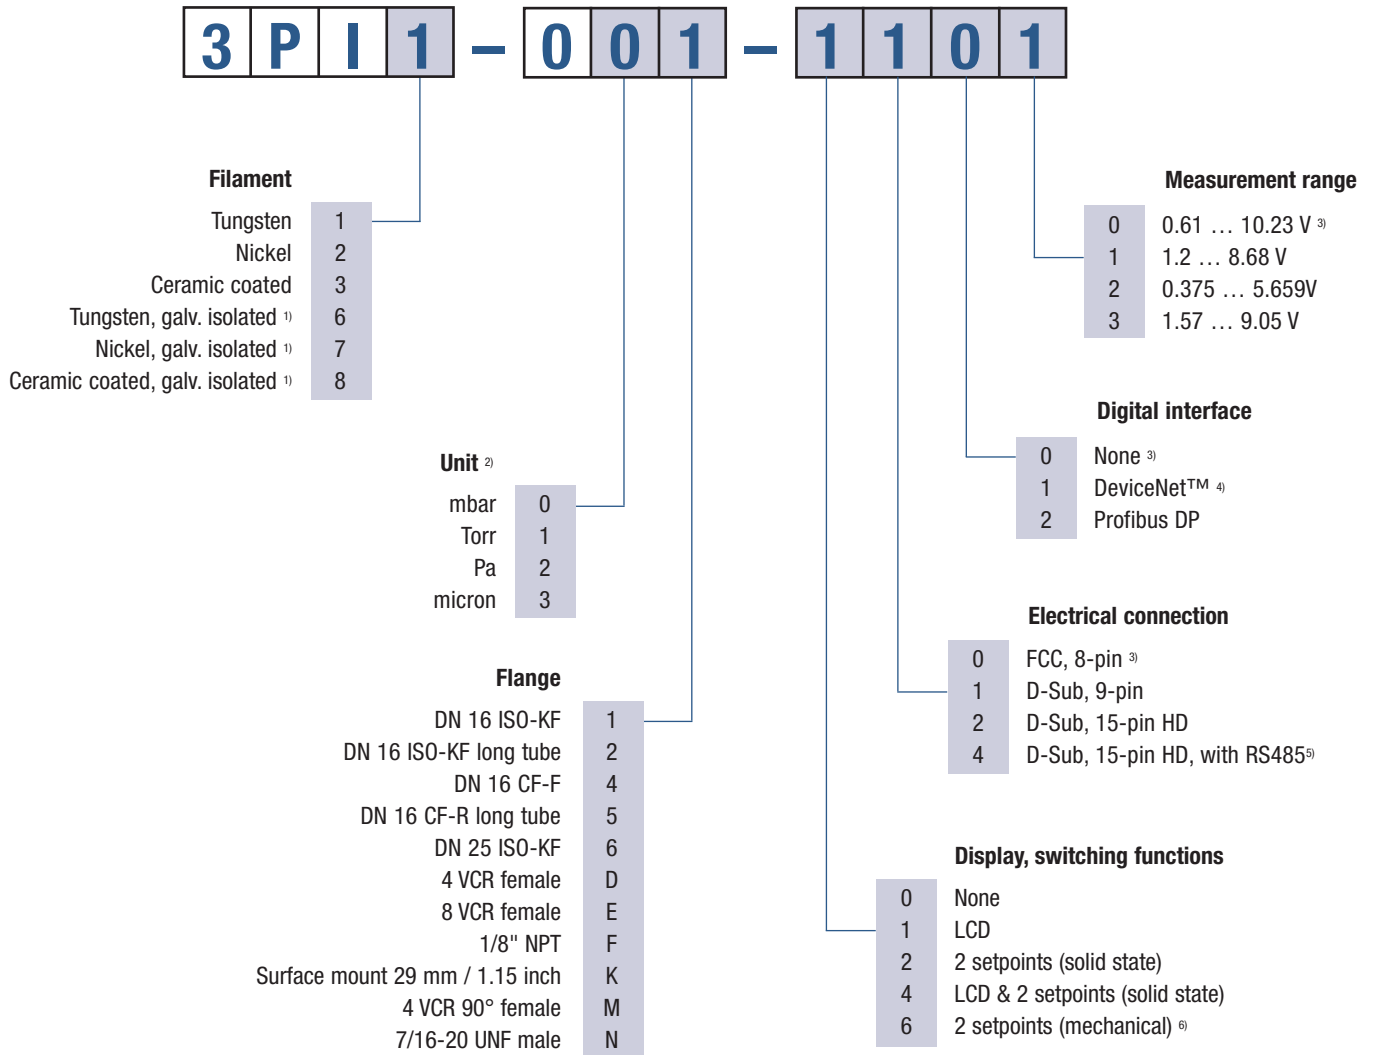 3PI1 – 001 – 1101
Filament
Tungsten 1
Nickel 2
Ceramic coated 3
Tungsten, galv. isolated 1) 6
Nickel, galv. isolated 1) 7
Ceramic coated, galv. isolated 1) 8
Unit 2)
mbar 0
Torr 1
Pa 2
micron 3
Flange
DN 16 ISO-KF 1
DN 16 ISO-KF long tube 2
DN 16 CF-F 4
DN 16 CF-R long tube 5
DN 25 ISO-KF 6
4 VCR female D
8 VCR female E
1/8" NPT F
Surface mount 29 mm / 1.15 inch K
4 VCR 90° female M
7/16-20 UNF male N
Measurement range
0 0.61 … 10.23 V 3)
1 1.2 … 8.68 V
2 0.375 … 5.659V
3 1.57 … 9.05 V
Digital interface
0 None 3)
1 DeviceNet™ 4)
2 Profibus DP
Electrical connection
0 FCC, 8-pin 3)
1 D-Sub, 9-pin
2 D-Sub, 15-pin HD
4 D-Sub, 15-pin HD, with RS485 5)
Display, switching functions
0 None
1 LCD
2 2 setpoints (solid state)
4 LCD & 2 setpoints (solid state)
6 2 setpoints (mechanical) 6)